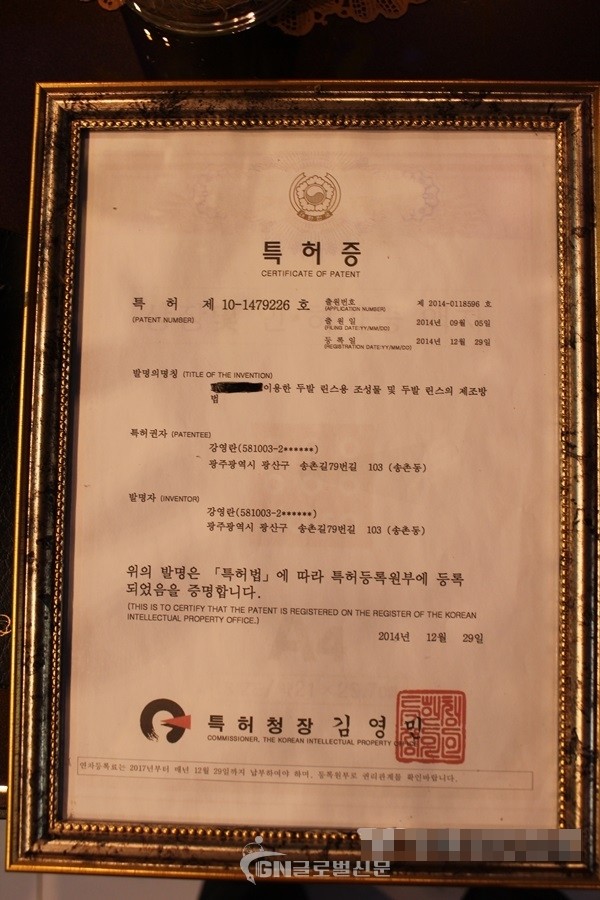 특허증
CERTIFICATE OF PATENT
특 허 제 10-1479226 호
(PATENT NUMBER)
출원번호 제 2014-0118596 호
(APPLICATION NUMBER)
출 원 일 2014년 09월 05일
(FILING DATE:YY/MM/DD)
등 록 일 2014년 12월 29일
(REGISTRATION DATE:YY/MM/DD)
발명의명칭 (TITLE OF THE INVENTION)
이용한 두발 린스용 조성물 및 두발 린스의 제조방
법
특허권자 (PATENTEE)
강영란(581003-2******)
광주광역시 광산구 송촌길79번길 103 (송촌동)
발명자 (INVENTOR)
강영란(581003-2******)
광주광역시 광산구 송촌길79번길 103 (송촌동)
위의 발명은 「특허법」에 따라 특허등록원부에 등록
되었음을 증명합니다.
(THIS IS TO CERTIFY THAT THE PATENT IS REGISTERED ON THE REGISTER OF THE KOREAN
INTELLECTUAL PROPERTY OFFICE.)
2014년 12월 29일
특허청장 김영민
COMMISSIONER, THE KOREAN INTELLECTUAL PROPERTY
연차등록료는 2017년부터 매년 12월 29일까지 납부하여야 하며, 등록원부로 권리관계를 확인바랍니다.
GN글로벌신문